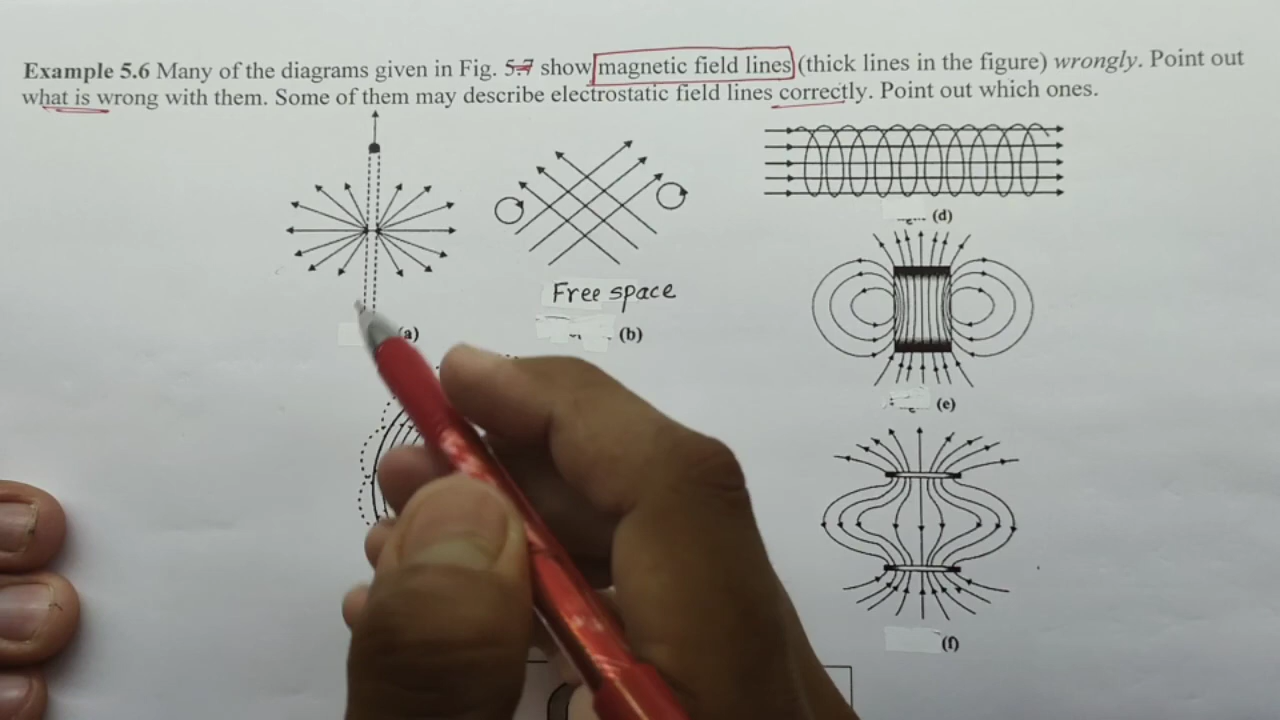 Example 5.6 Many of the diagrams given in Fig. 5.7 show magnetic field lines (thick lines in the figure) wrongly. Point out
what is wrong with them. Some of them may describe electrostatic field lines correctly. Point out which ones.
(d)
Free space
(a)
(b)
(e)
(f)